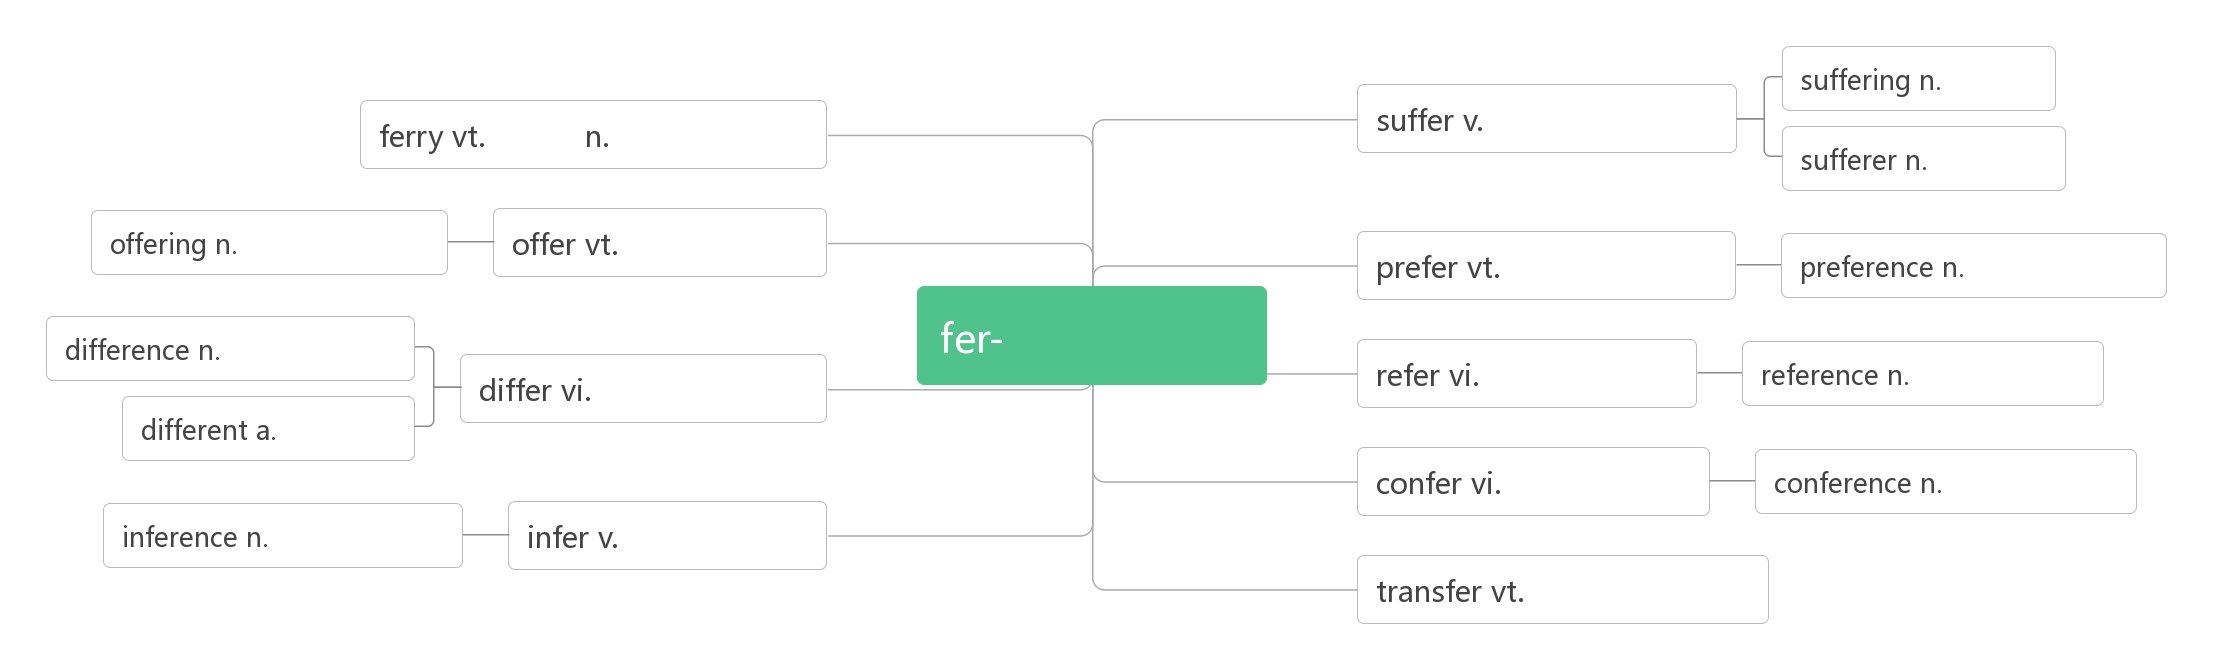 fer-
suffer v.
suffering n.
sufferer n.
prefer vt.
preference n.
refer vi.
reference n.
confer vi.
conference n.
transfer vt.
ferry vt. n.
offer vt.
offering n.
differ vi.
difference n.
different a.
infer v.
inference n.